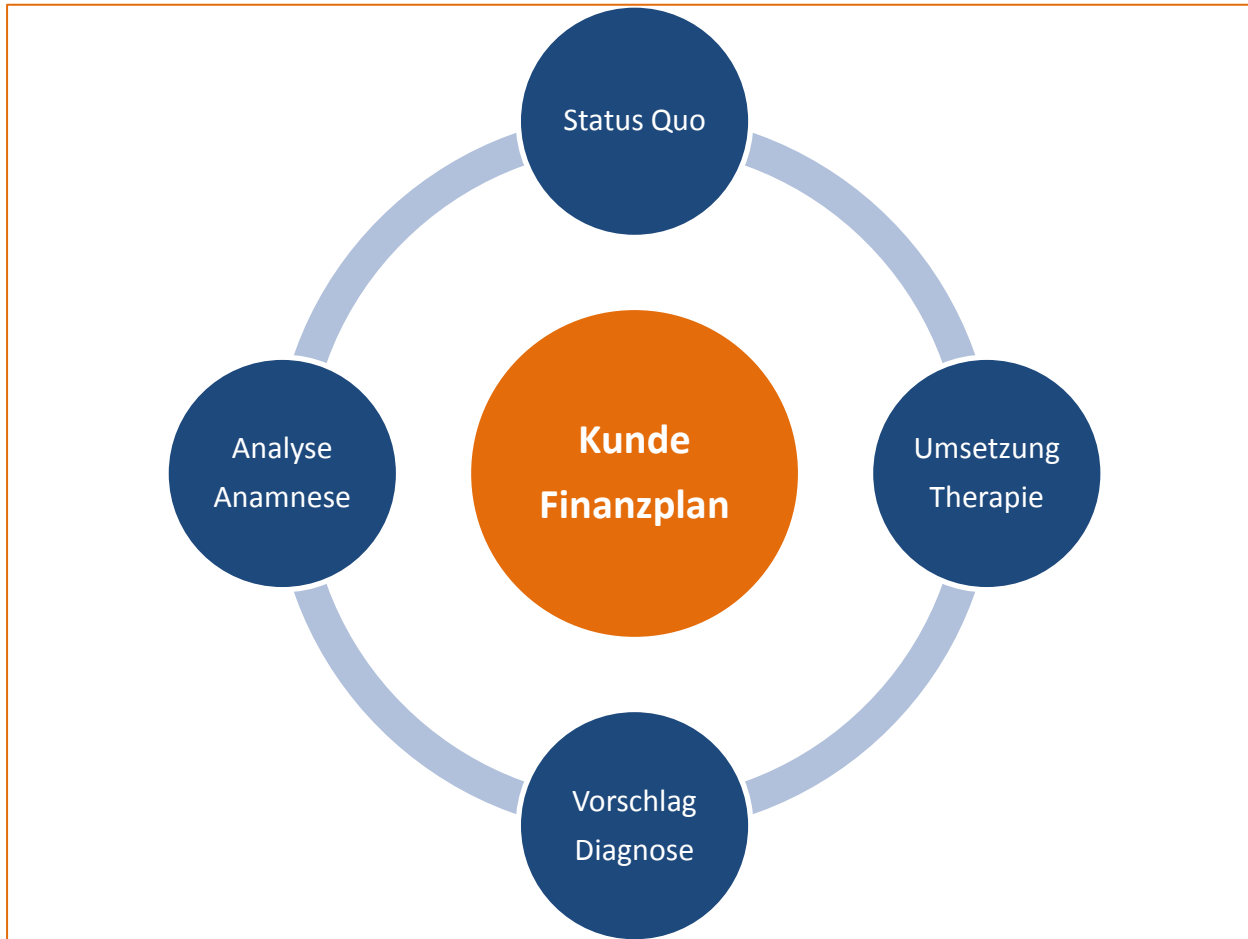 Status Quo
Analyse
Anamnese
Kunde
Finanzplan
Umsetzung
Therapie
Vorschlag
Diagnose